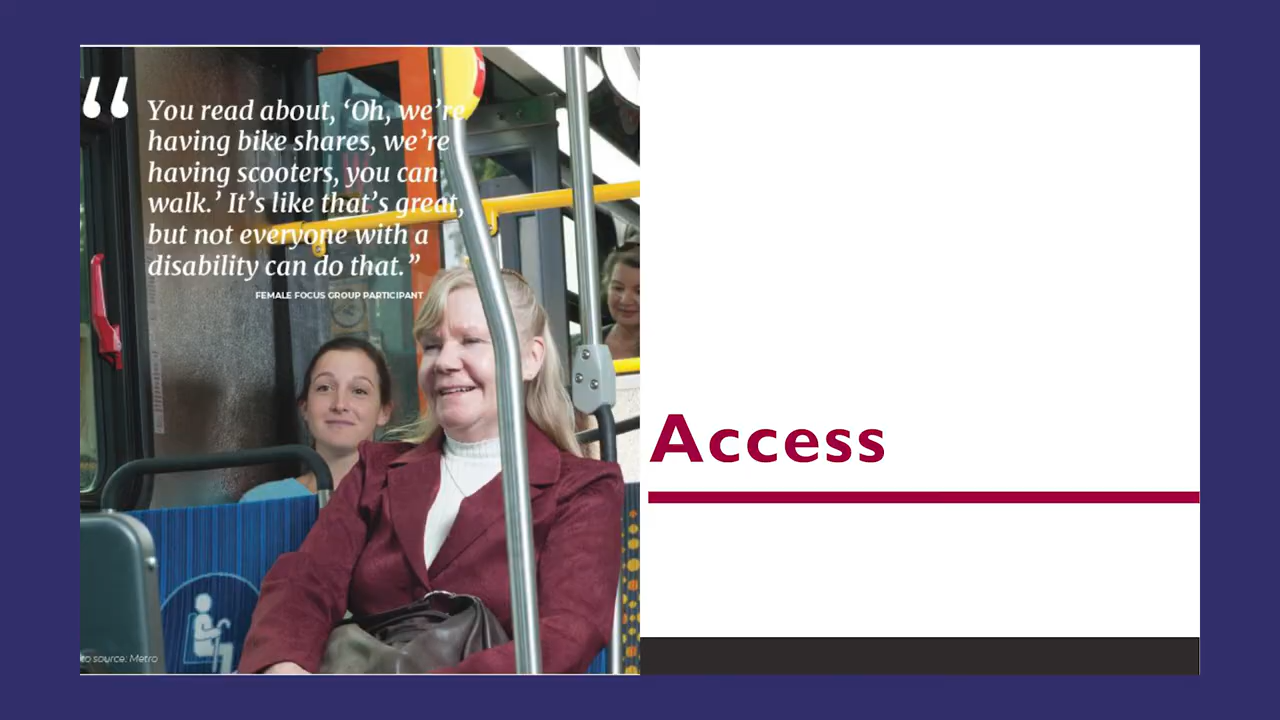 “
You read about, ‘Oh, we’re
having bike shares, we’re
having scooters, you can
walk.’ It’s like that’s great,
but not everyone with a
disability can do that.”
FEMALE FOCUS GROUP PARTICIPANT
source: Metro
Access